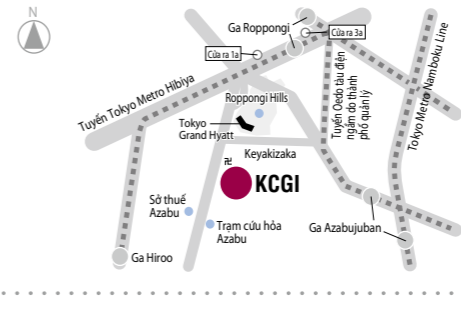 N
Ga Roppongi
Cửa ra 3a
Cửa ra 1a
Tuyến Tokyo Metro Hibiya
Roppongi Hills
Tokyo
Grand Hyatt
Tuyến Oedo tàu điện
ngầm do thành
phố quản lý
Tokyo Metro Namboku Line
Keyakizaka
卍
KCGI
Sở thuế
Azabu
Trạm cứu hỏa
Azabu
Ga Azabujuban
Ga Hiroo